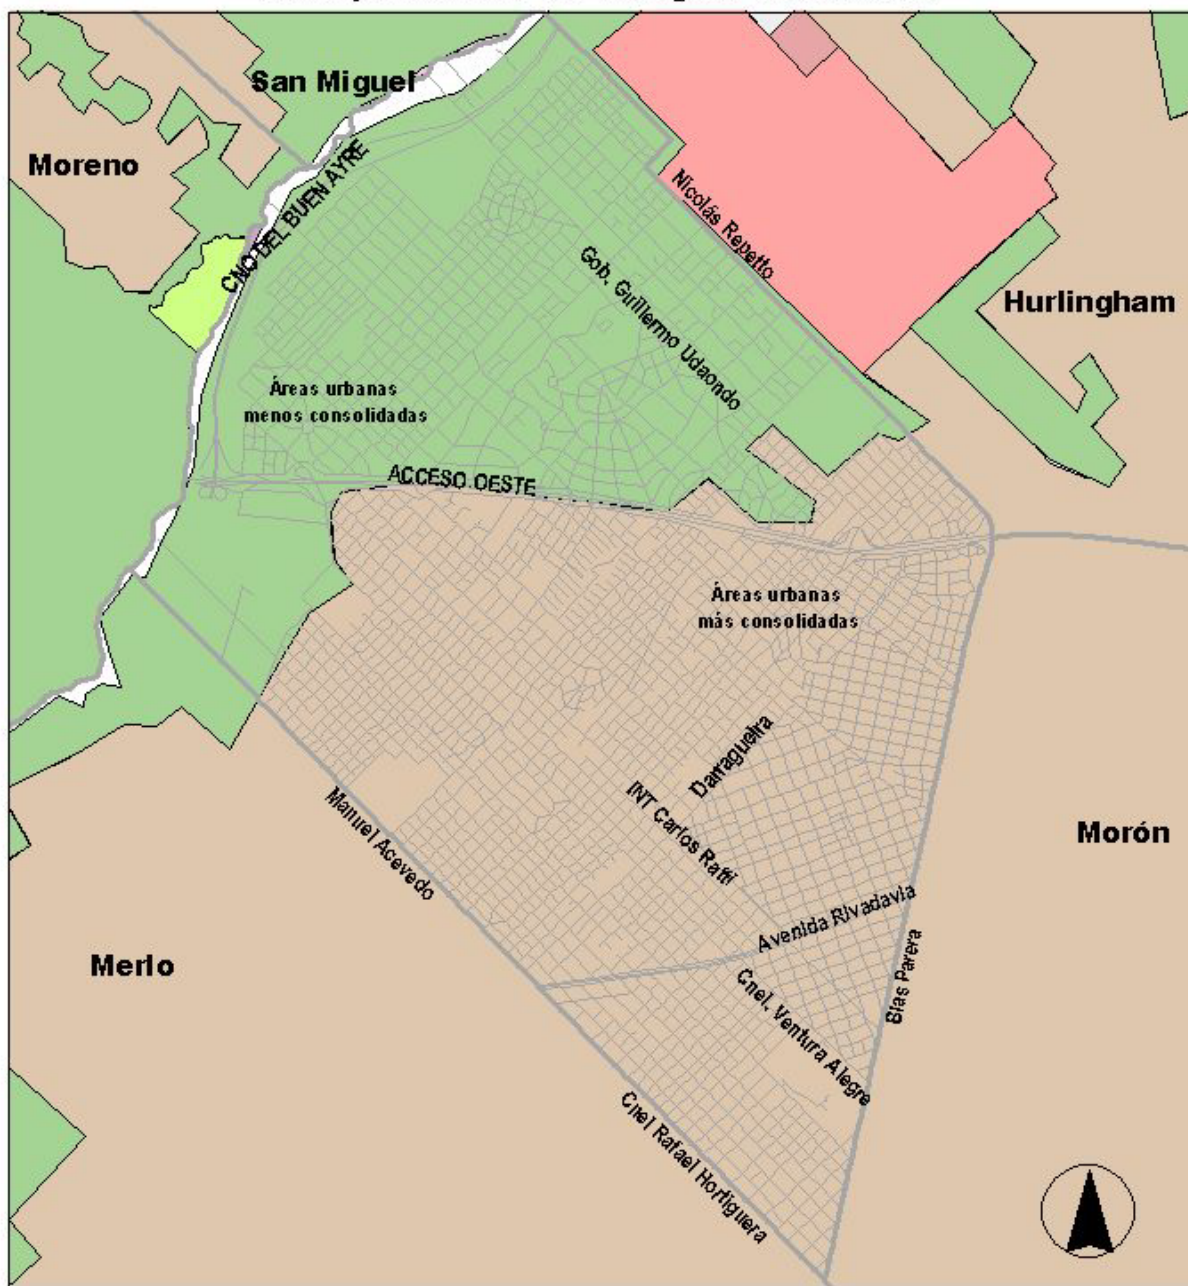 San Miguel
Moreno
CNO DEL BUEN AYRE
Nicolás Repetto
Gob. Guillermo Udaondo
Hurlingham
Áreas urbanas
menos consolidadas
ACCESO OESTE
Áreas urbanas
más consolidadas
Darragueira
INT Carlos Ratti
Manuel Acevedo
Morón
Avenida Rivadavia
Merlo
Blas Parera
Cnel. Ventura Alegre
Cnel Rafael Hortiguera